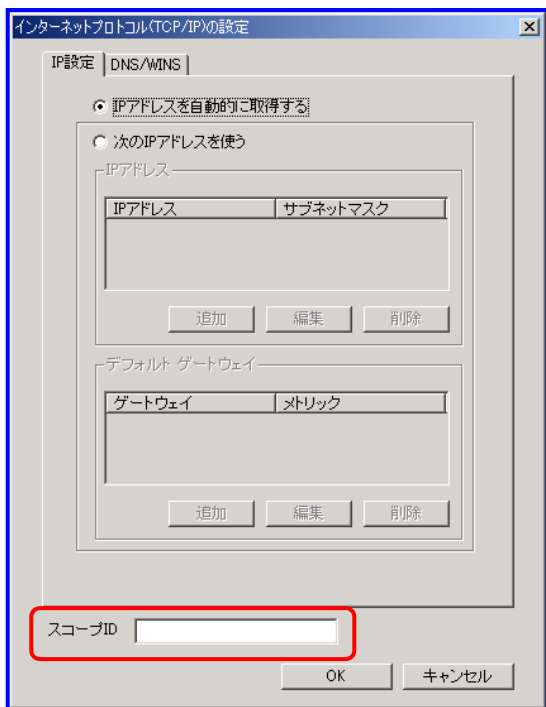 インターネットプロトコル(TCP/IP)の設定
IP設定 DNS/WINS
IPアドレスを自動的に取得する
次のIPアドレスを使う
IPアドレス
IPアドレス サブネットマスク
追加 編集 削除
デフォルト ゲートウェイ
ゲートウェイ メトリック
追加 編集 削除
スコープID
OK キャンセル